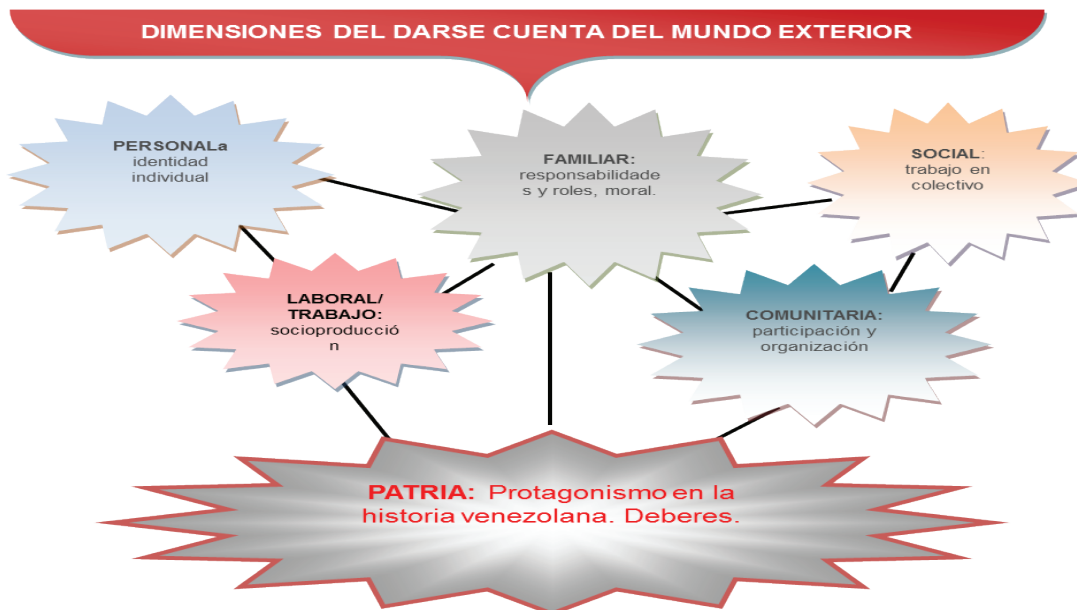 DIMENSIONES DEL DARSE CUENTA DEL MUNDO EXTERIOR
PERSONALa
identidad
individual
FAMILIAR:
responsabilidade
s y roles, moral.
SOCIAL:
trabajo en
colectivo
LABORAL/
TRABAJO:
socioproducció
n
COMUNITARIA:
participación y
organización
PATRIA: Protagonismo en la
historia venezolana. Deberes.